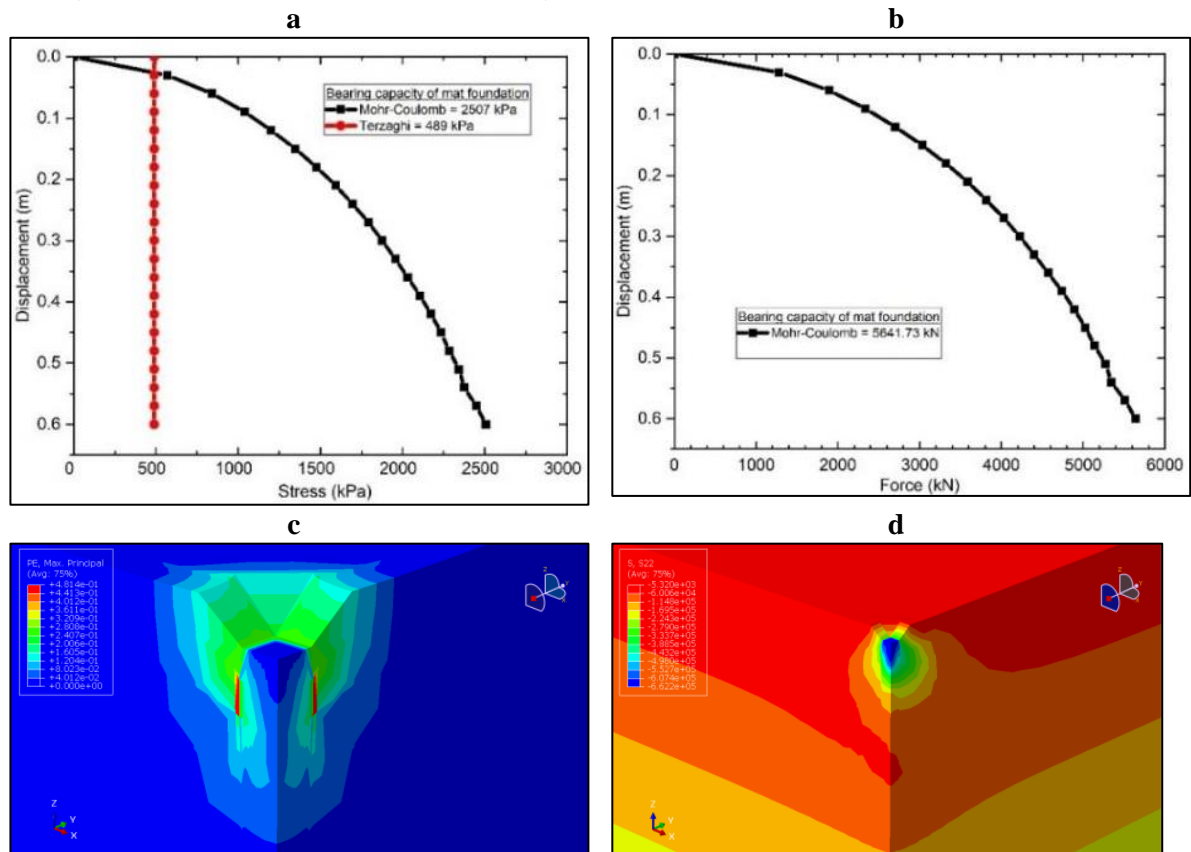 a
b
0.0
0.1
0.2
0.3
0.4
0.5
0.6
Displacement (m)
Bearing capacity of mat foundation
Mohr-Coulomb = 2507 kPa
Terzaghi = 489 kPa
0 500 1000 1500 2000 2500 3000
Stress (kPa)
0.0
0.1
0.2
0.3
0.4
0.5
0.6
Displacement (m)
Bearing capacity of mat foundation
Mohr-Coulomb = 5641.73 kN
0 1000 2000 3000 4000 5000 6000
Force (kN)
c
d
PE, Max. Principal
(Avg: 75%)
+4.814e-01
+4.413e-01
+4.012e-01
+3.611e-01
+3.209e-01
+2.808e-01
+2.407e-01
+2.006e-01
+1.605e-01
+1.204e-01
+8.023e-02
+4.012e-02
+0.000e+00
Z
Y
X
Z
Y
X
S, S22
(Avg: 75%)
-5.320e+03
-6.006e+04
-1.148e+05
-1.695e+05
-2.243e+05
-2.790e+05
-3.337e+05
-3.885e+05
-4.432e+05
-4.980e+05
-5.527e+05
-6.074e+05
-6.622e+05
Z
Y
X
Z
Y
X